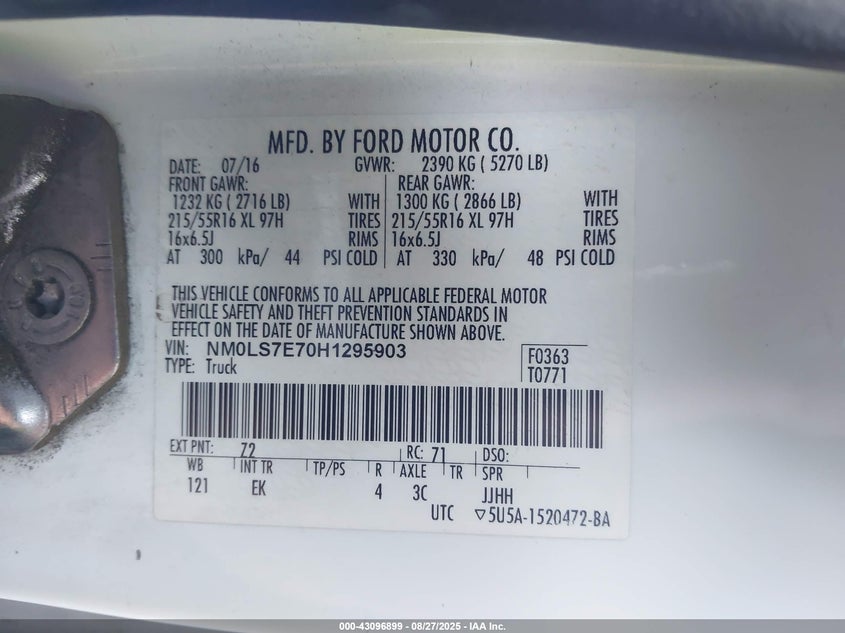 MFD. BY FORD MOTOR CO.
DATE: 07/16 GVWR: 2390 KG ( 5270 LB)
FRONT GAWR: REAR GAWR:
1232 KG ( 2716 LB) WITH 1300 KG ( 2866 LB) WITH
215/55R16 XL 97H TIRES 215/55R16 XL 97H TIRES
16x6.5J RIMS 16x6.5J RIMS
AT 300 kPa/ 44 PSI COLD AT 330 kPa/ 48 PSI COLD
THIS VEHICLE CONFORMS TO ALL APPLICABLE FEDERAL MOTOR
VEHICLE SAFETY AND THEFT PREVENTION STANDARDS IN
EFFECT ON THE DATE OF MANUFACTURE SHOWN ABOVE.
VIN: NM0LS7E70H1295903 F0363
TYPE: Truck T0771
EXT PNT: 72 RC: 71 DSO:
WB INT TR TP/PS R AXLE TR SPR
121 EK 4 3C JJHH
UTC ▽5U5A-1520472-BA
000-43096899 - 08/27/2025 - IAA Inc.